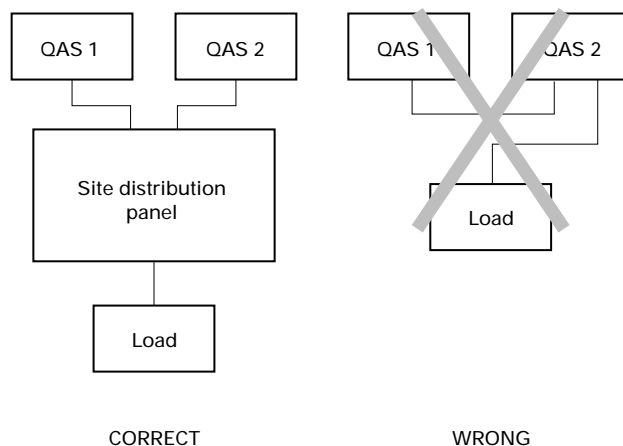 QAS 1
QAS 2
Site distribution
panel
Load
CORRECT
QAS 1
QAS 2
Load
WRONG